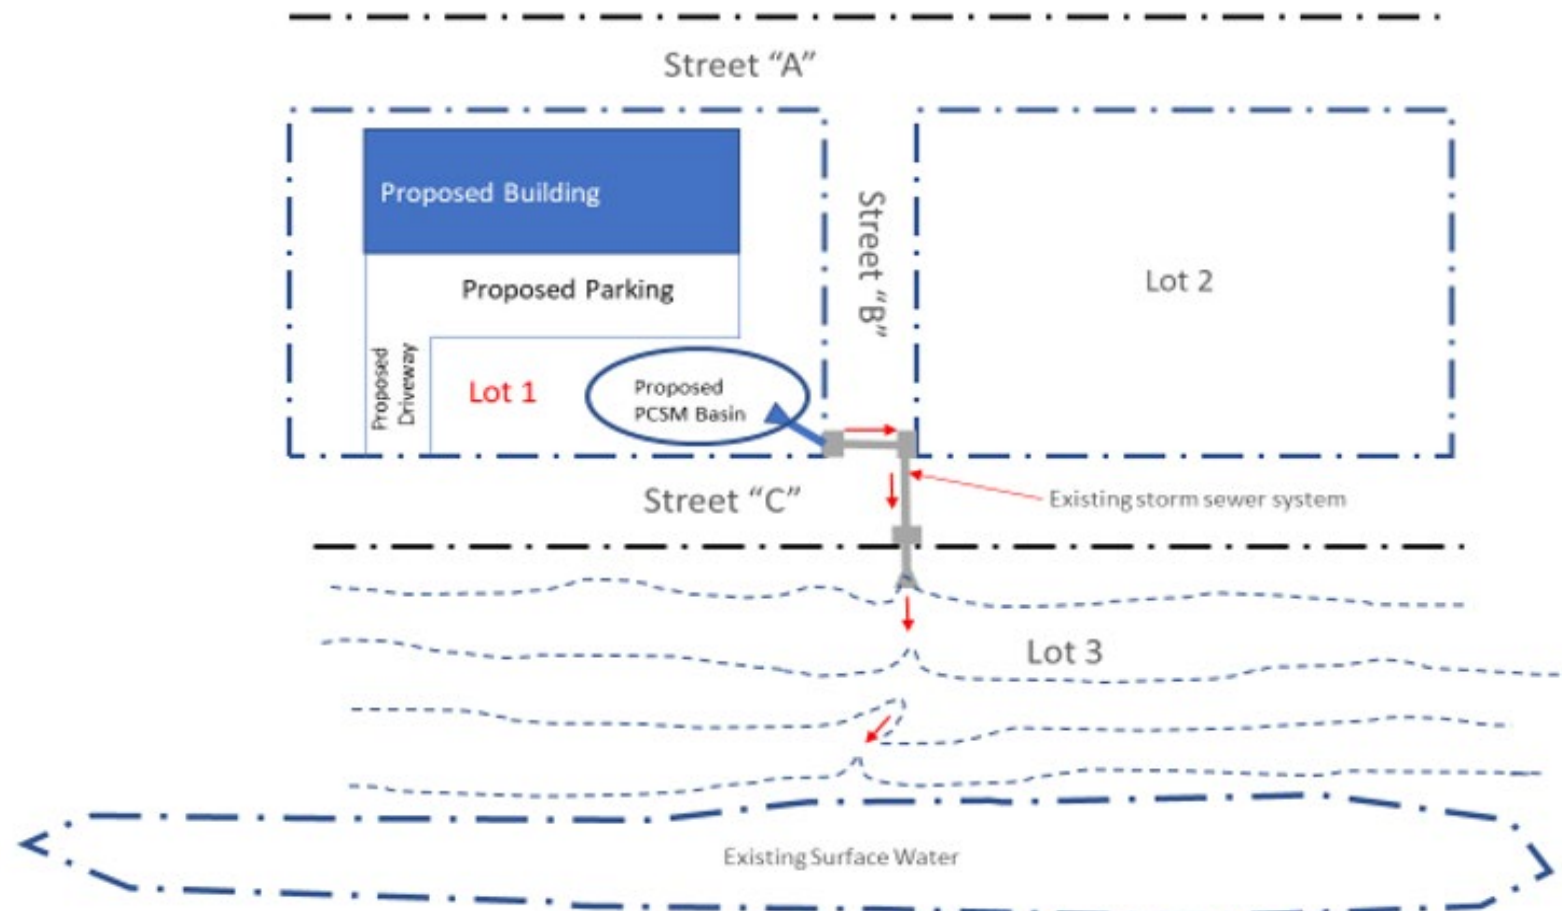 Street “A”
Proposed Building
Street “B”
Lot 2
Proposed Parking
Proposed
Driveway
Lot 1
Proposed
PCSM Basin
Street “C”
Existing storm sewer system
Lot 3
Existing Surface Water